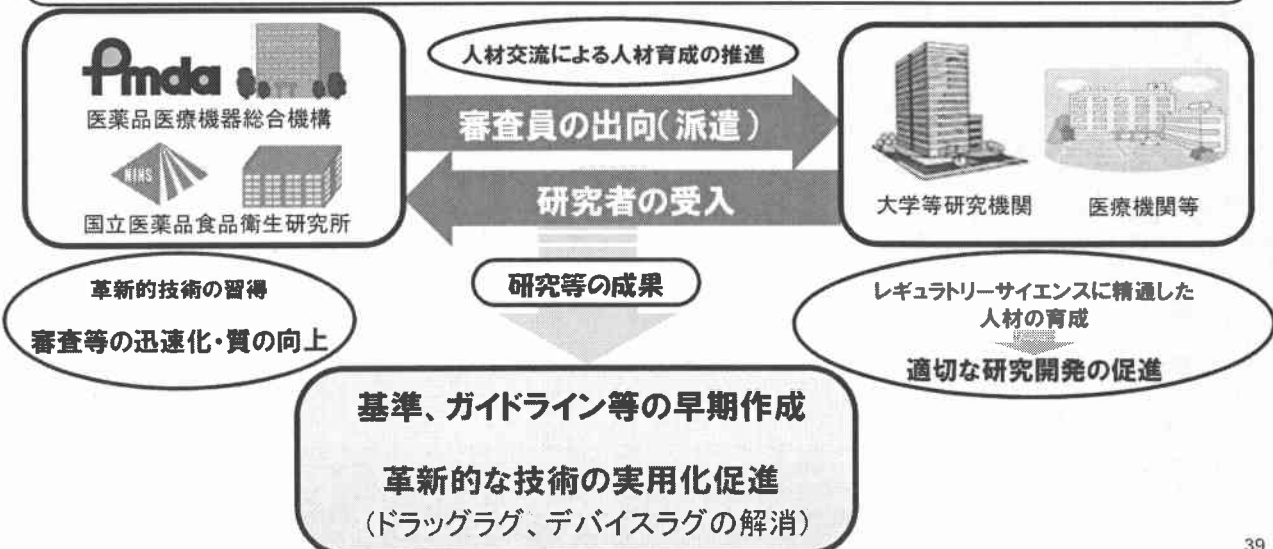 人材交流による人材育成の推進
Pmda
医薬品医療機器総合機構
NIHS
国立医薬品食品衛生研究所
審査員の出向(派遣)
研究者の受入
大学等研究機関
医療機関等
革新的技術の習得
審査等の迅速化・質の向上
研究等の成果
レギュラトリーサイエンスに精通した
人材の育成
適切な研究開発の促進
基準、ガイドライン等の早期作成
革新的な技術の実用化促進
(ドラッグラグ、デバイスラグの解消)
39